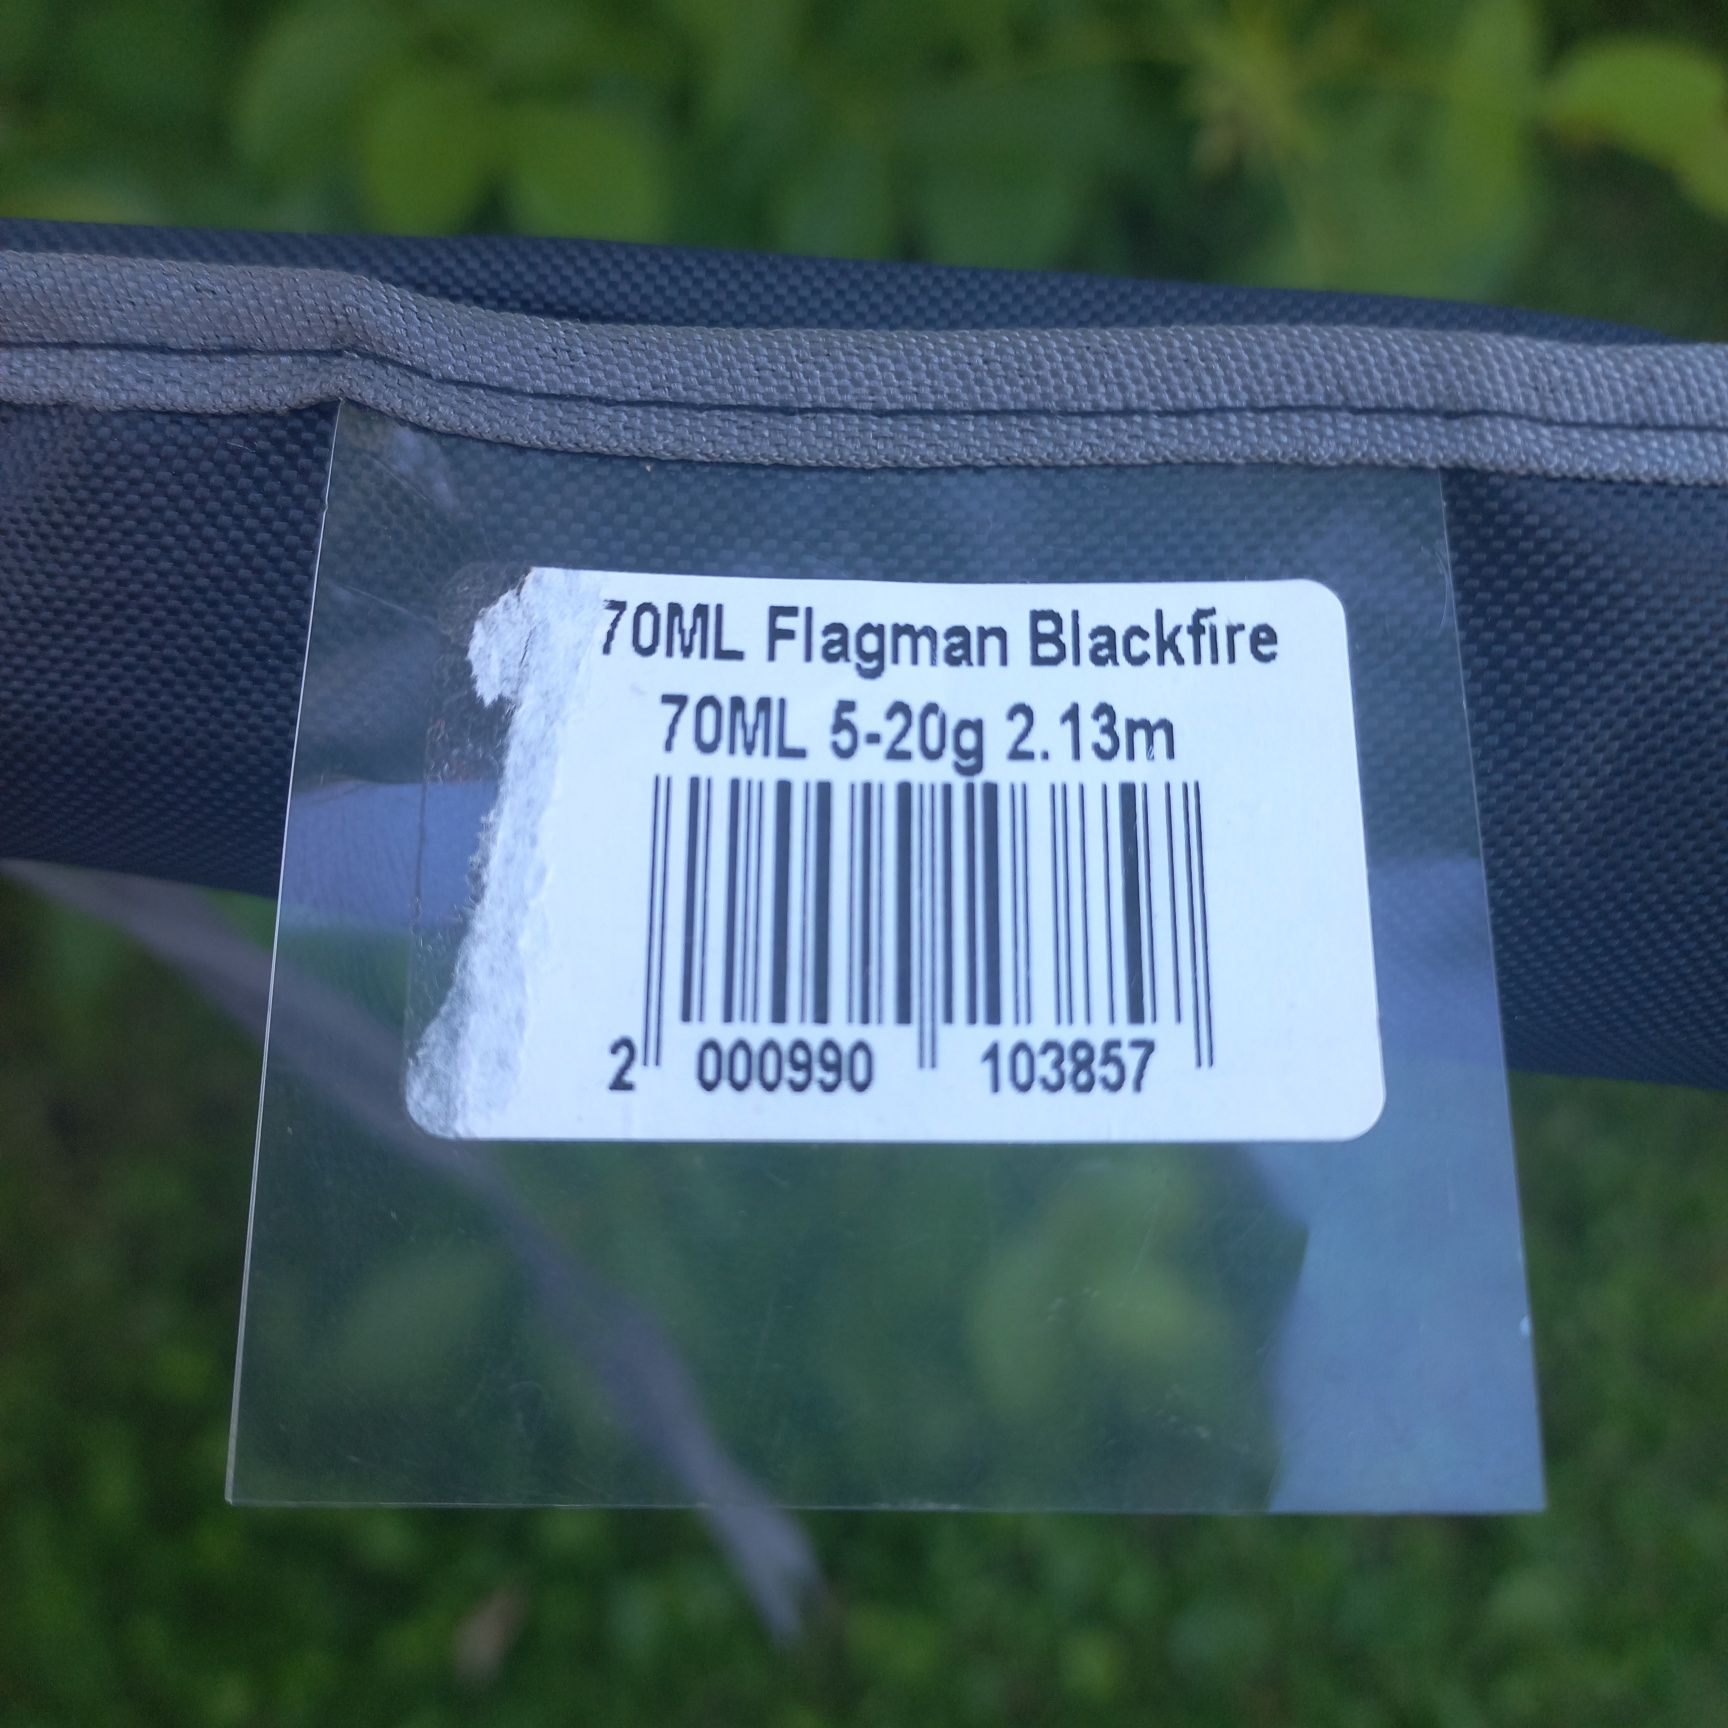 70ML Flagman Blackfire
70ML 5-20g 2.13m
2 000990 103857